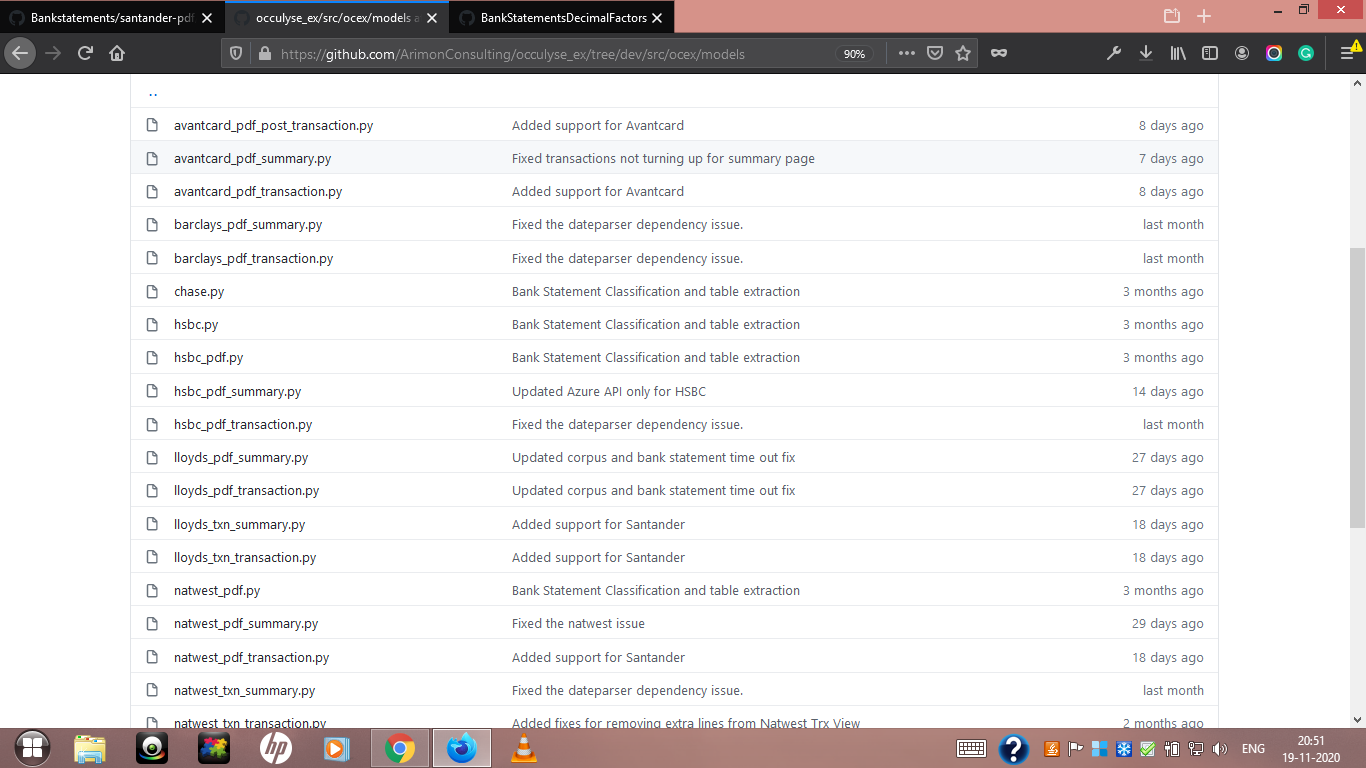 Bankstatements/santander-pdf
occulyse_ex/src/ocex/models a
BankStatementsDecimalFactors
https://github.com/ArimonConsulting/occulyse_ex/tree/dev/src/ocex/models
90%
..
avantcard_pdf_post_transaction.py Added support for Avantcard 8 days ago
avantcard_pdf_summary.py Fixed transactions not turning up for summary page 7 days ago
avantcard_pdf_transaction.py Added support for Avantcard 8 days ago
barclays_pdf_summary.py Fixed the dateparser dependency issue. last month
barclays_pdf_transaction.py Fixed the dateparser dependency issue. last month
chase.py Bank Statement Classification and table extraction 3 months ago
hsbc.py Bank Statement Classification and table extraction 3 months ago
hsbc_pdf.py Bank Statement Classification and table extraction 3 months ago
hsbc_pdf_summary.py Updated Azure API only for HSBC 14 days ago
hsbc_pdf_transaction.py Fixed the dateparser dependency issue. last month
lloyds_pdf_summary.py Updated corpus and bank statement time out fix 27 days ago
lloyds_pdf_transaction.py Updated corpus and bank statement time out fix 27 days ago
lloyds_txn_summary.py Added support for Santander 18 days ago
lloyds_txn_transaction.py Added support for Santander 18 days ago
natwest_pdf.py Bank Statement Classification and table extraction 3 months ago
natwest_pdf_summary.py Fixed the natwest issue 29 days ago
natwest_pdf_transaction.py Added support for Santander 18 days ago
natwest_txn_summary.py Fixed the dateparser dependency issue. last month
natwest_txn_transaction.py Added fixes for removing extra lines from Natwest Trx View 2 months ago
hp
ENG
20:51
19-11-2020